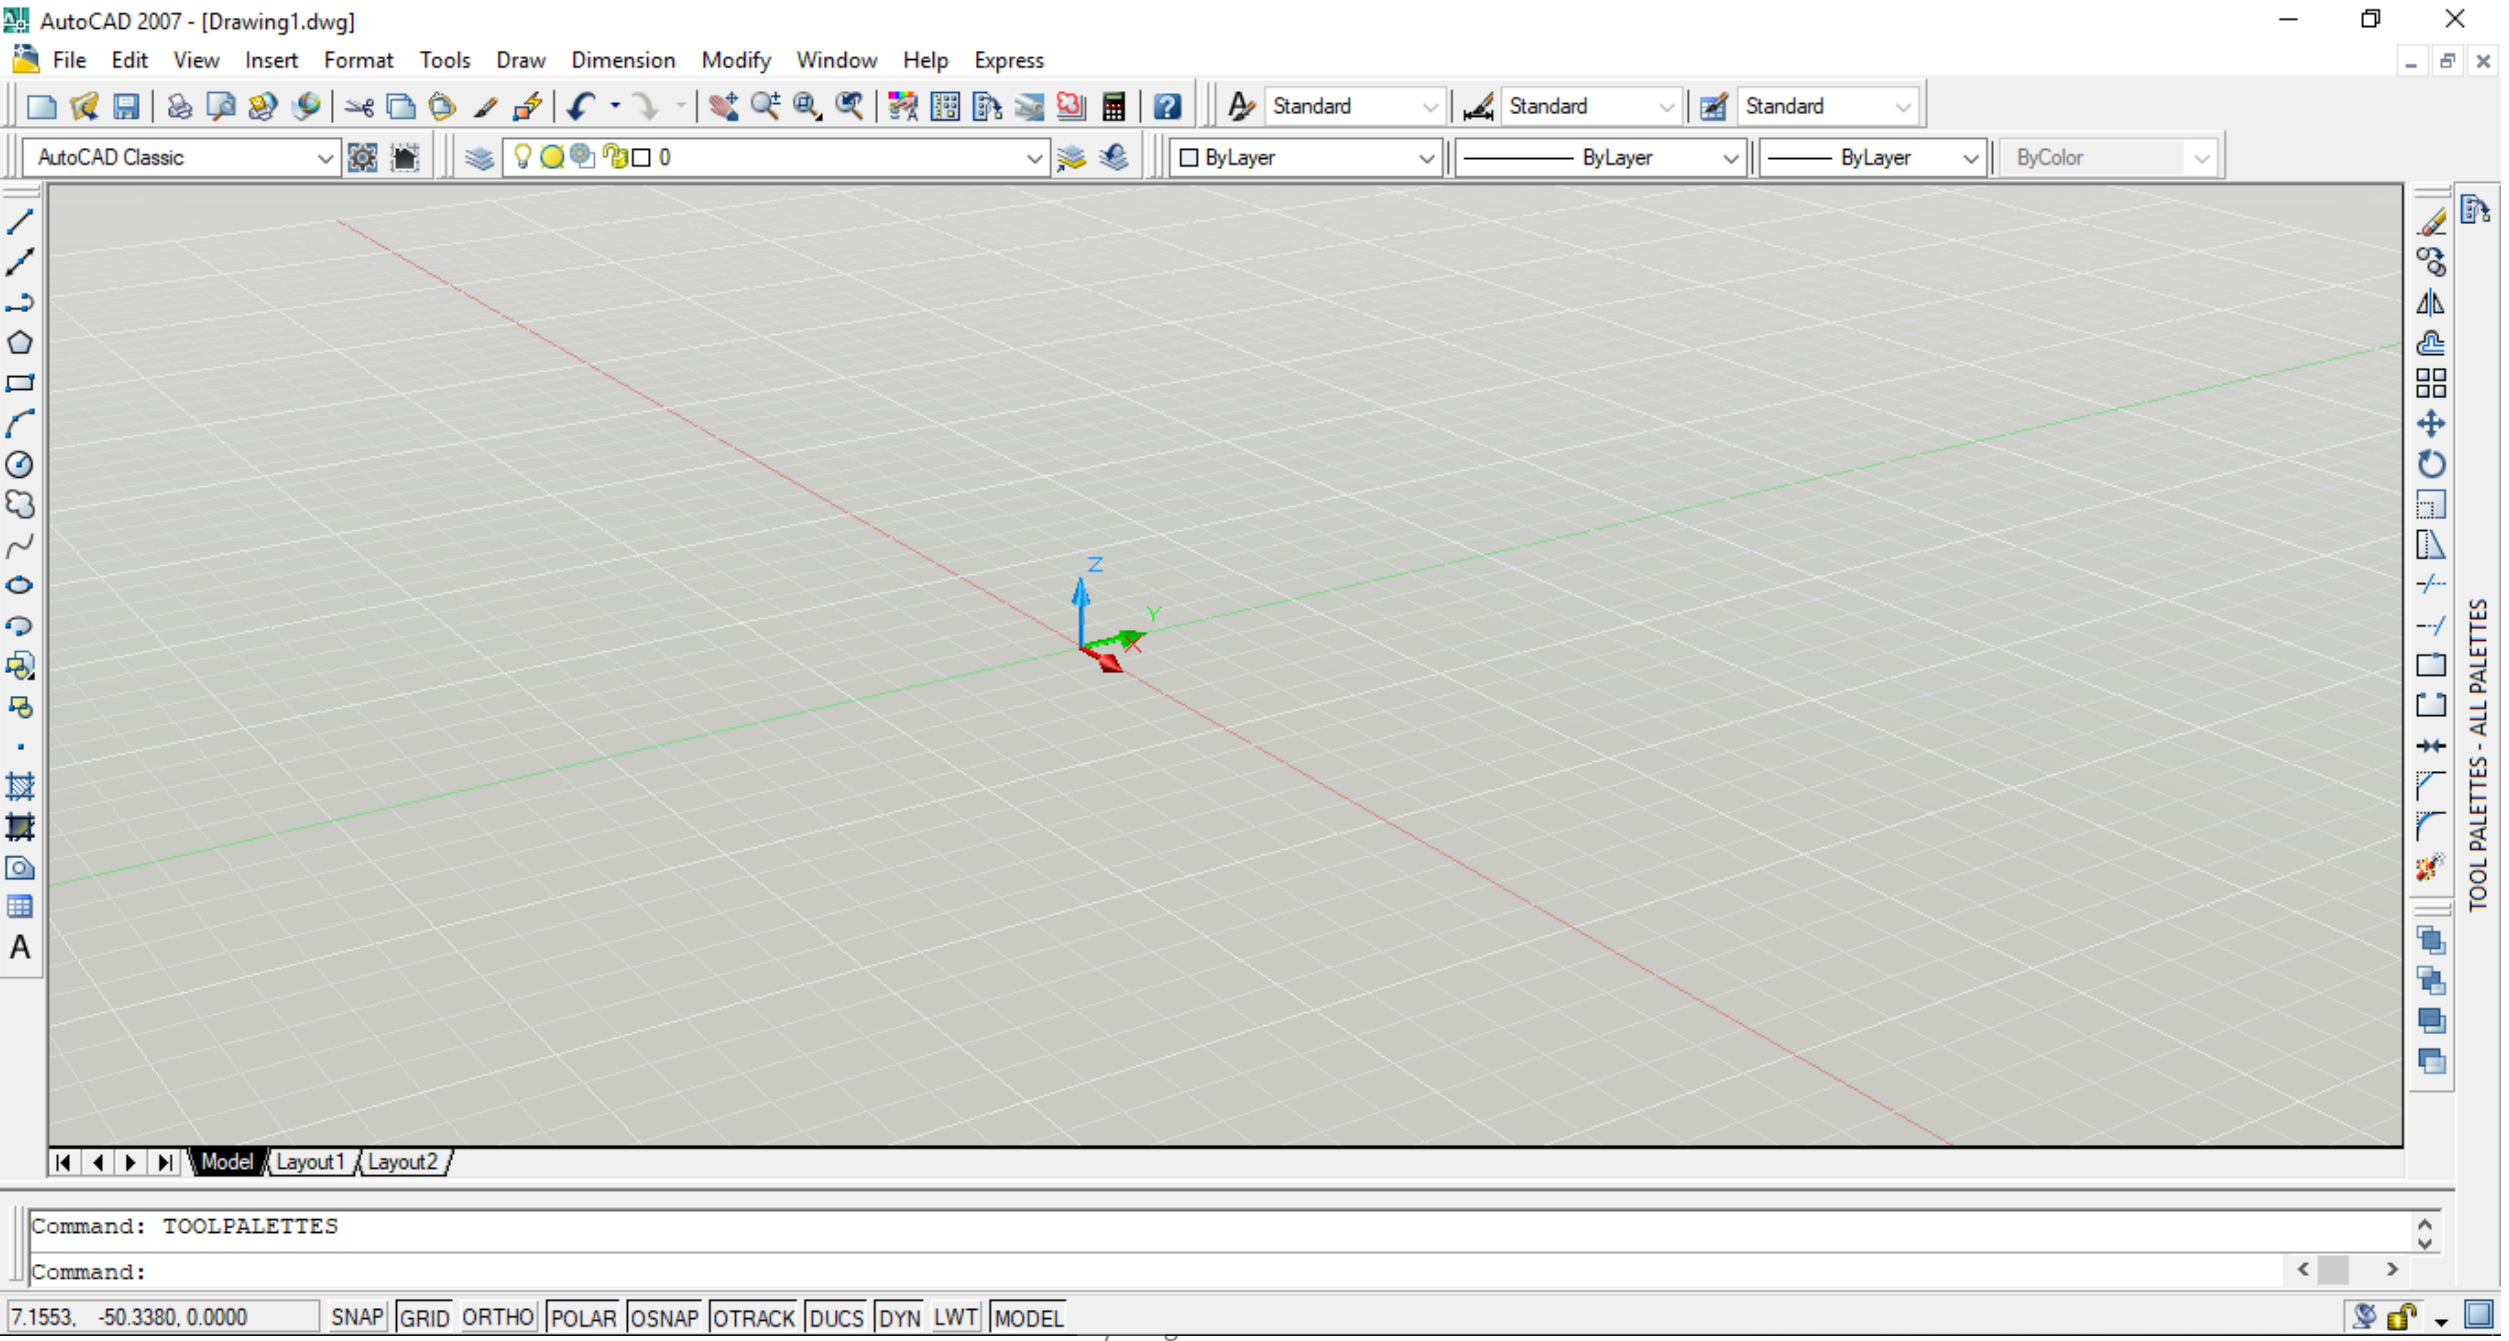 AutoCAD 2007 - [Drawing1.dwg]
File Edit View Insert Format Tools Draw Dimension Modify Window Help Express
Standard Standard Standard
AutoCAD Classic 0 ByLayer ByLayer ByLayer ByColor
Z
Y
X
A
TOOL PALETTES - ALL PALETTES
Model Layout1 Layout2
Command: TOOLPALETTES
Command:
7.1553, -50.3380, 0.0000 SNAP GRID ORTHO POLAR OSNAP OTRACK DUCS DYN LWT MODEL